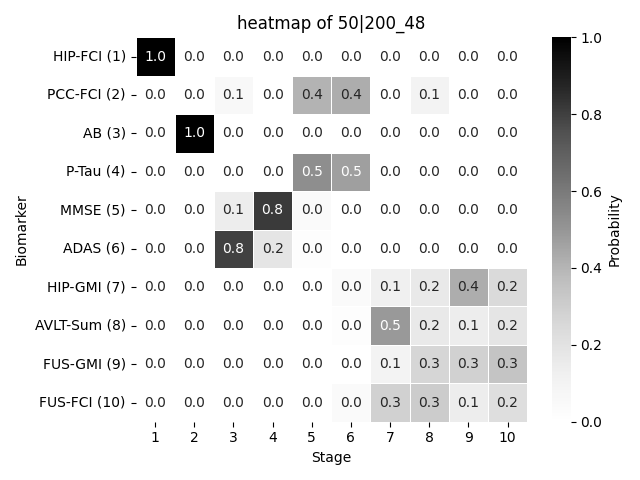 heatmap of 50|200_48
HIP-FCI (1) 1.0 0.0 0.0 0.0 0.0 0.0 0.0 0.0 0.0 0.0
PCC-FCI (2) 0.0 0.0 0.1 0.0 0.4 0.4 0.0 0.1 0.0 0.0
AB (3) 0.0 1.0 0.0 0.0 0.0 0.0 0.0 0.0 0.0 0.0
P-Tau (4) 0.0 0.0 0.0 0.0 0.5 0.5 0.0 0.0 0.0 0.0
MMSE (5) 0.0 0.0 0.1 0.8 0.0 0.0 0.0 0.0 0.0 0.0
ADAS (6) 0.0 0.0 0.8 0.2 0.0 0.0 0.0 0.0 0.0 0.0
HIP-GMI (7) 0.0 0.0 0.0 0.0 0.0 0.0 0.1 0.2 0.4 0.2
AVLT-Sum (8) 0.0 0.0 0.0 0.0 0.0 0.0 0.5 0.2 0.1 0.2
FUS-GMI (9) 0.0 0.0 0.0 0.0 0.0 0.0 0.1 0.3 0.3 0.3
FUS-FCI (10) 0.0 0.0 0.0 0.0 0.0 0.0 0.3 0.3 0.1 0.2
1 2 3 4 5 6 7 8 9 10
Stage
Biomarker
1.0
0.8
0.6
0.4
0.2
0.0
Probability